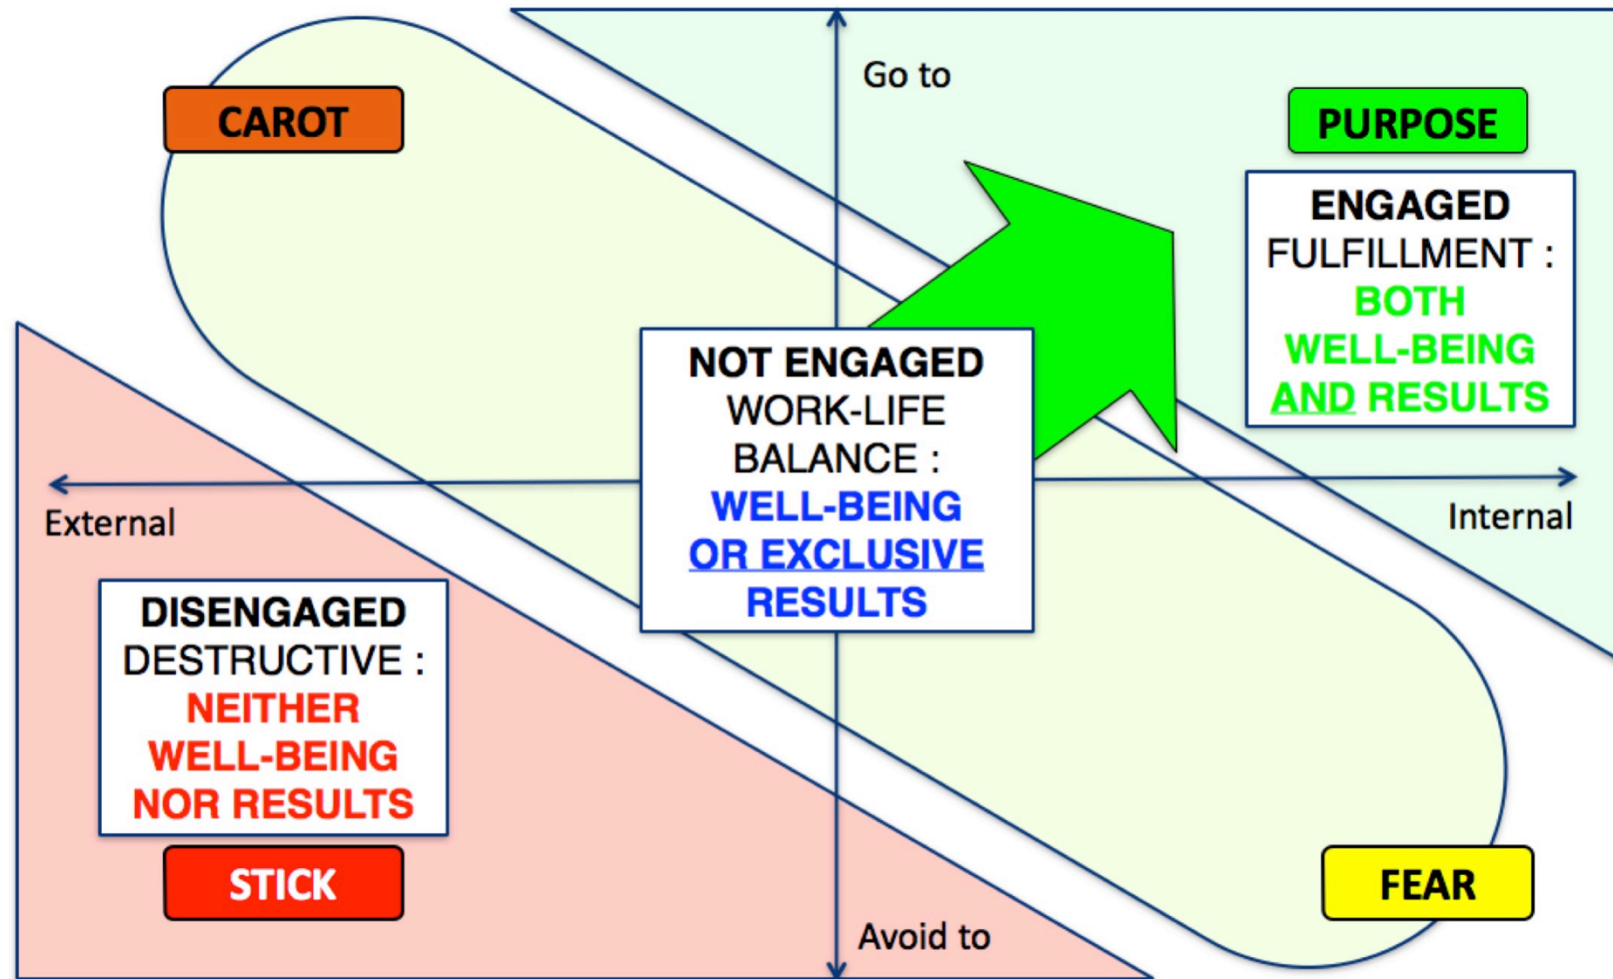 Go to
CAROT
PURPOSE
ENGAGED
FULFILLMENT :
BOTH
WELL-BEING
AND RESULTS
NOT ENGAGED
WORK-LIFE
BALANCE :
WELL-BEING
OR EXCLUSIVE
RESULTS
External
Internal
DISENGAGED
DESTRUCTIVE :
NEITHER
WELL-BEING
NOR RESULTS
STICK
FEAR
Avoid to